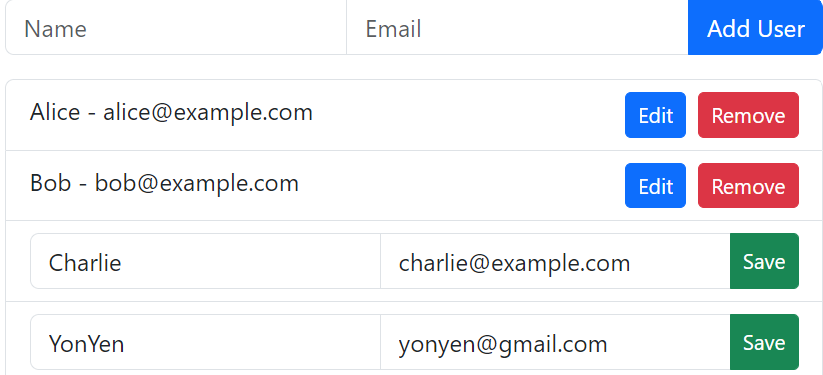 Name Email Add User
Alice - alice@example.com Edit Remove
Bob - bob@example.com Edit Remove
Charlie charlie@example.com Save
YonYen yonyen@gmail.com Save